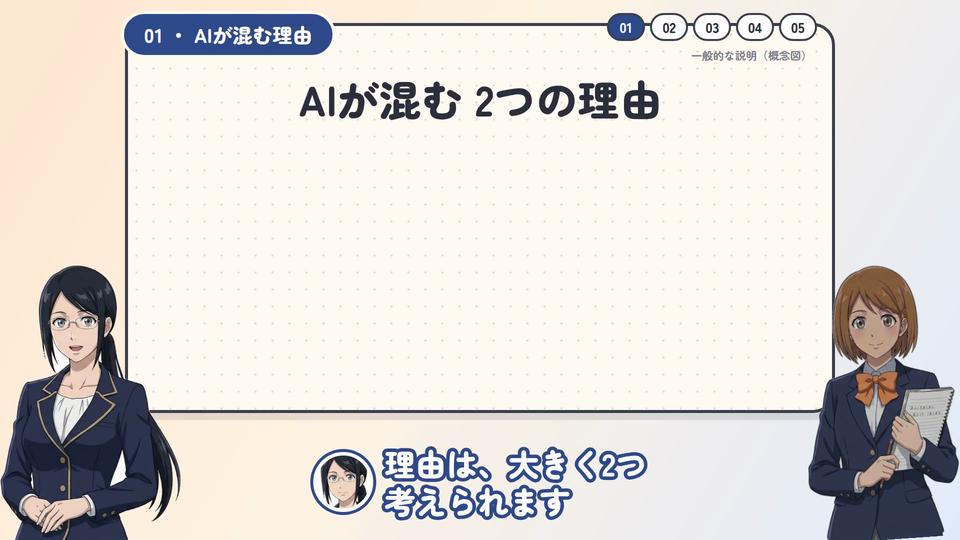 01 ・ AIが混む理由
01 02 03 04 05
一般的な説明（概念図）
AIが混む 2つの理由
理由は、大きく2つ
考えられます